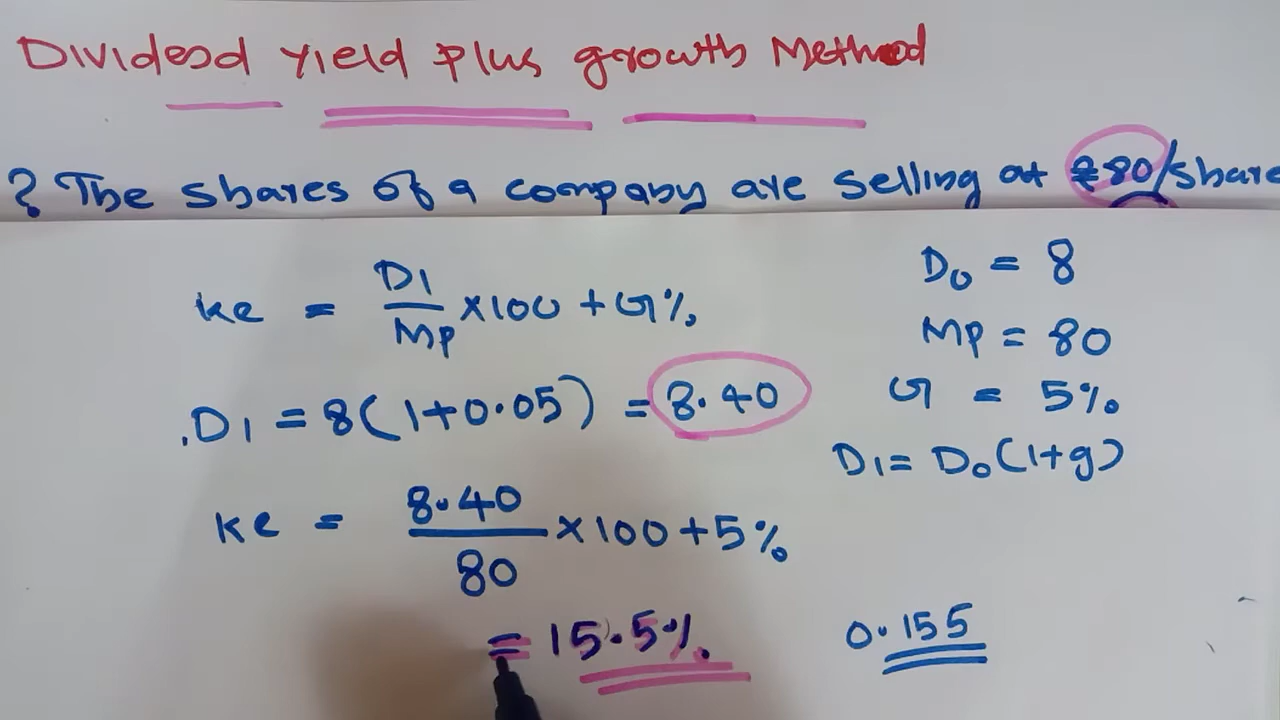 Dividend Yield Plus growth Method
? The shares of a company are selling at ₹80/share
ke = D1/MP ×100 + G%
D0 = 8
MP = 80
D1 = 8(1+0.05) = 8.40
G = 5%
D1 = D0(1+g)
ke = 8.40/80 ×100 + 5%
= 15.5%
0.155